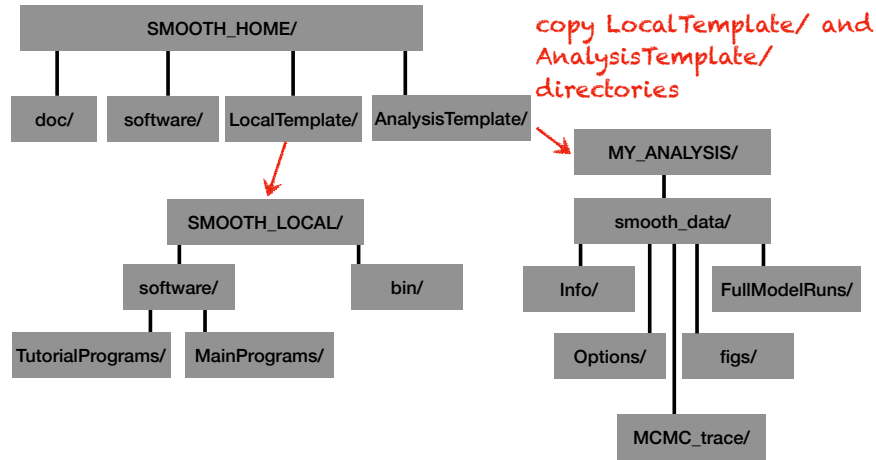 SMOOTH_HOME/
copy LocalTemplate/ and
AnalysisTemplate/
directories
doc/
software/
LocalTemplate/
AnalysisTemplate/
MY_ANALYSIS/
SMOOTH_LOCAL/
smooth_data/
software/
bin/
Info/
FullModelRuns/
TutorialPrograms/
MainPrograms/
Options/
figs/
MCMC_trace/